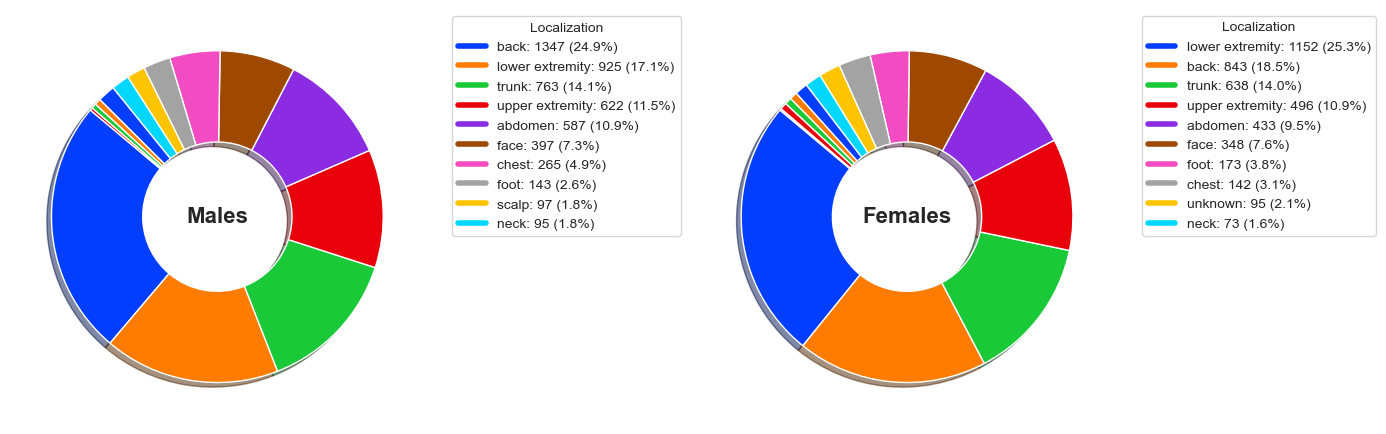 Males
Localization
back: 1347 (24.9%)
lower extremity: 925 (17.1%)
trunk: 763 (14.1%)
upper extremity: 622 (11.5%)
abdomen: 587 (10.9%)
face: 397 (7.3%)
chest: 265 (4.9%)
foot: 143 (2.6%)
scalp: 97 (1.8%)
neck: 95 (1.8%)
Females
Localization
lower extremity: 1152 (25.3%)
back: 843 (18.5%)
trunk: 638 (14.0%)
upper extremity: 496 (10.9%)
abdomen: 433 (9.5%)
face: 348 (7.6%)
foot: 173 (3.8%)
chest: 142 (3.1%)
unknown: 95 (2.1%)
neck: 73 (1.6%)